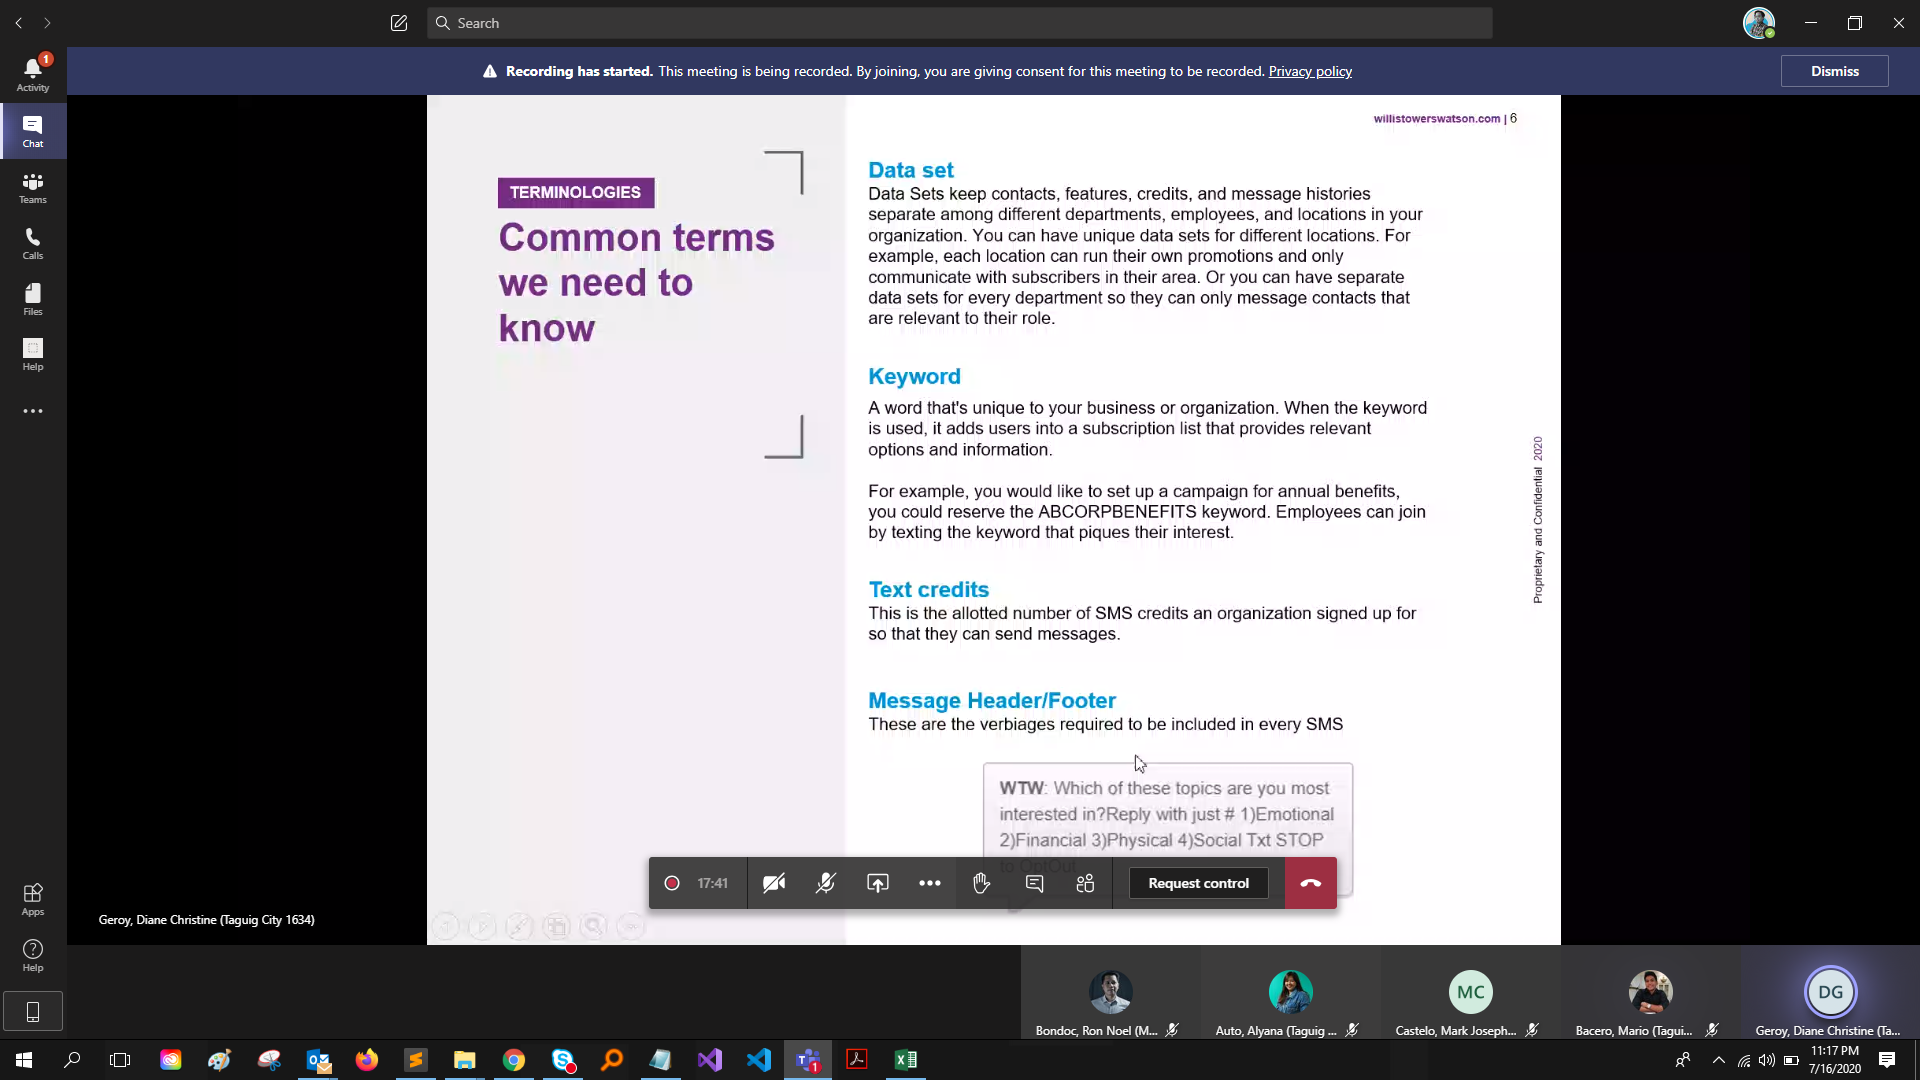 Search
1
Activity
Recording has started. This meeting is being recorded. By joining, you are giving consent for this meeting to be recorded. Privacy policy
Dismiss
Chat
Teams
Calls
Files
Help
Apps
Help
willistowerswatson.com | 6
TERMINOLOGIES
Common terms
we need to
know
Data set
Data Sets keep contacts, features, credits, and message histories
separate among different departments, employees, and locations in your
organization. You can have unique data sets for different locations. For
example, each location can run their own promotions and only
communicate with subscribers in their area. Or you can have separate
data sets for every department so they can only message contacts that
are relevant to their role.
Keyword
A word that's unique to your business or organization. When the keyword
is used, it adds users into a subscription list that provides relevant
options and information.
For example, you would like to set up a campaign for annual benefits,
you could reserve the ABCORPBENEFITS keyword. Employees can join
by texting the keyword that piques their interest.
Text credits
This is the allotted number of SMS credits an organization signed up for
so that they can send messages.
Message Header/Footer
These are the verbiages required to be included in every SMS
WTW: Which of these topics are you most
interested in?Reply with just # 1)Emotional
2)Financial 3)Physical 4)Social Txt STOP
to OptOut
Proprietary and Confidential 2020
17:41
Request control
Geroy, Diane Christine (Taguig City 1634)
MC
DG
Bondoc, Ron Noel (M...
Auto, Alyana (Taguig ...
Castelo, Mark Joseph...
Bacero, Mario (Tagui...
Geroy, Diane Christine (Ta...
11:17 PM
7/16/2020